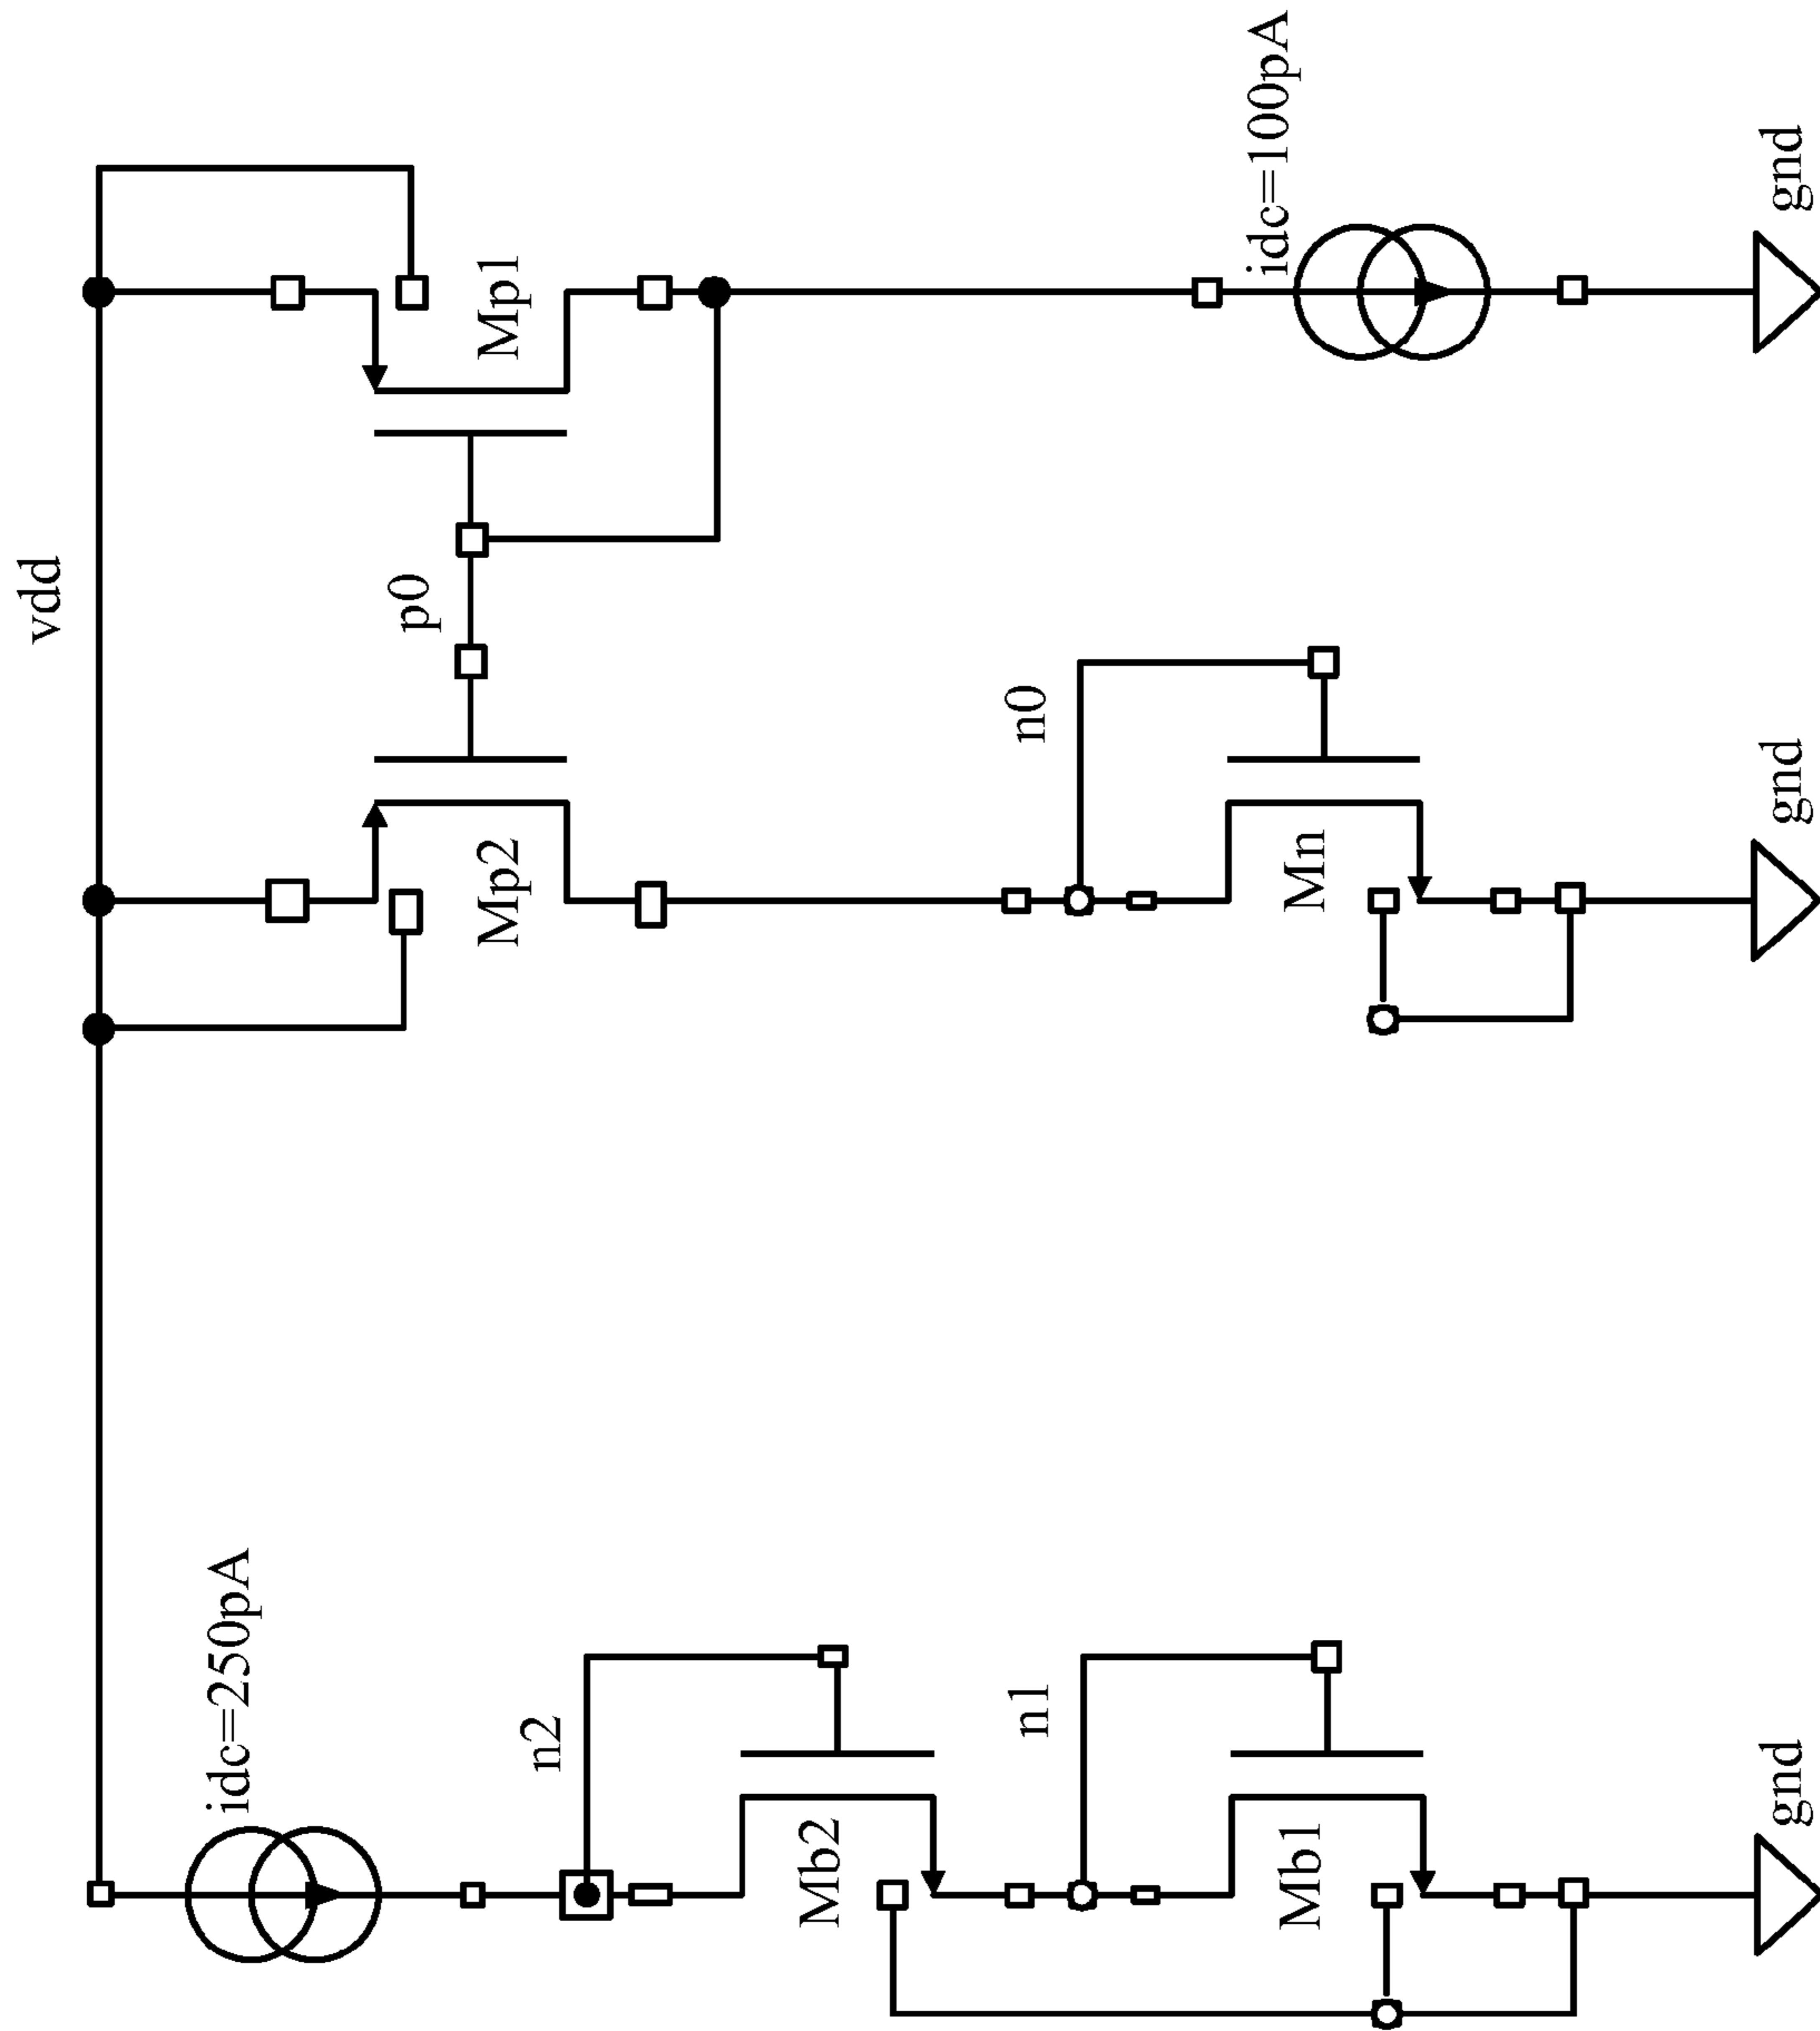 vdd
idc=250pA
n2
Mb2
n1
Mb1
gnd
Mp2
p0
Mp1
n0
Mn
gnd
idc=100pA
gnd